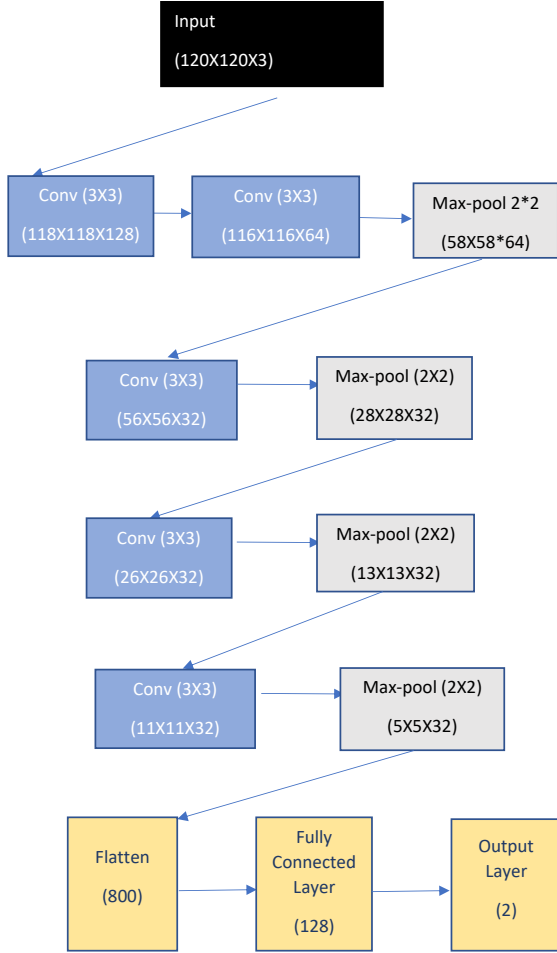 Input
(120X120X3)
Conv (3X3)
(118X118X128)
Conv (3X3)
(116X116X64)
Max-pool 2*2
(58X58*64)
Conv (3X3)
(56X56X32)
Max-pool (2X2)
(28X28X32)
Conv (3X3)
(26X26X32)
Max-pool (2X2)
(13X13X32)
Conv (3X3)
(11X11X32)
Max-pool (2X2)
(5X5X32)
Flatten
(800)
Fully
Connected
Layer
(128)
Output
Layer
(2)